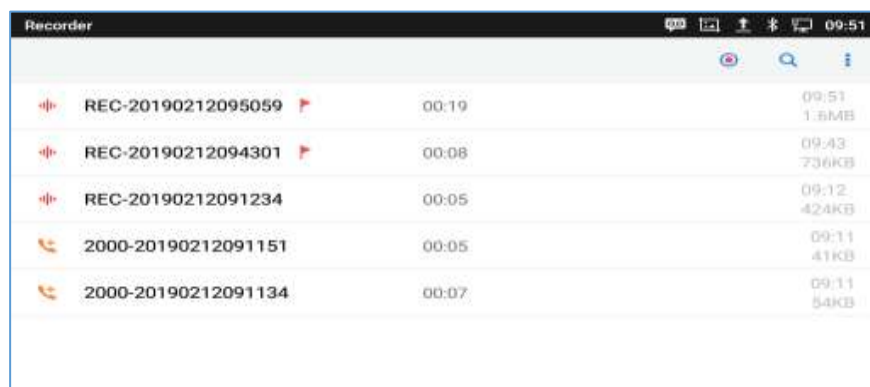 Recorder 09:51
REC-20190212095059 00:19 09:51
1.6MB
REC-20190212094301 00:08 09:43
736KB
REC-20190212091234 00:05 09:12
424KB
2000-20190212091151 00:05 09:11
41KB
2000-20190212091134 00:07 09:11
54KB